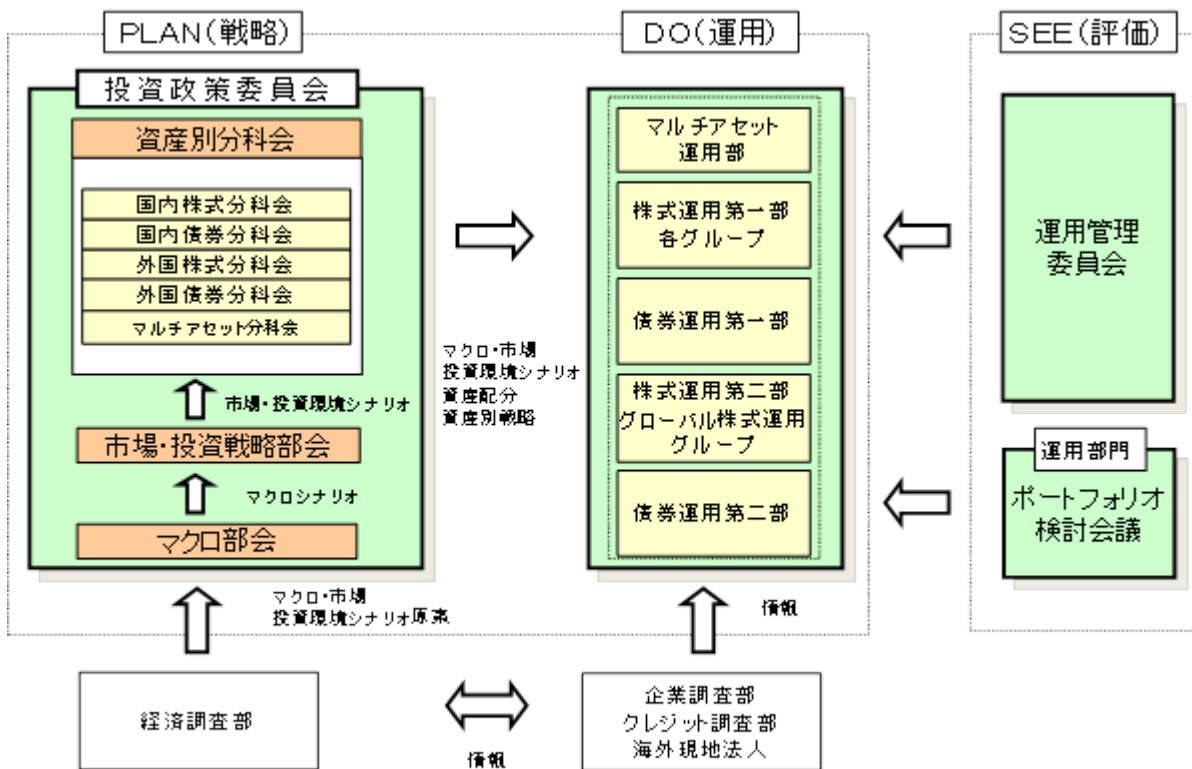 PLAN(戦略)
投資政策委員会
資産別分科会
国内株式分科会
国内債券分科会
外国株式分科会
外国債券分科会
マルチアセット分科会
市場・投資環境シナリオ
市場・投資戦略部会
マクロシナリオ
マクロ部会
マクロ・市場
投資環境シナリオ原案
経済調査部
マクロ・市場
投資環境シナリオ
資産配分
資産別戦略
情報
DO(運用)
マルチアセット
運用部
株式運用第一部
各グループ
債券運用第一部
株式運用第二部
グローバル株式運用
グループ
債券運用第二部
情報
企業調査部
クレジット調査部
海外現地法人
SEE(評価)
運用管理
委員会
運用部門
ポートフォリオ
検討会議